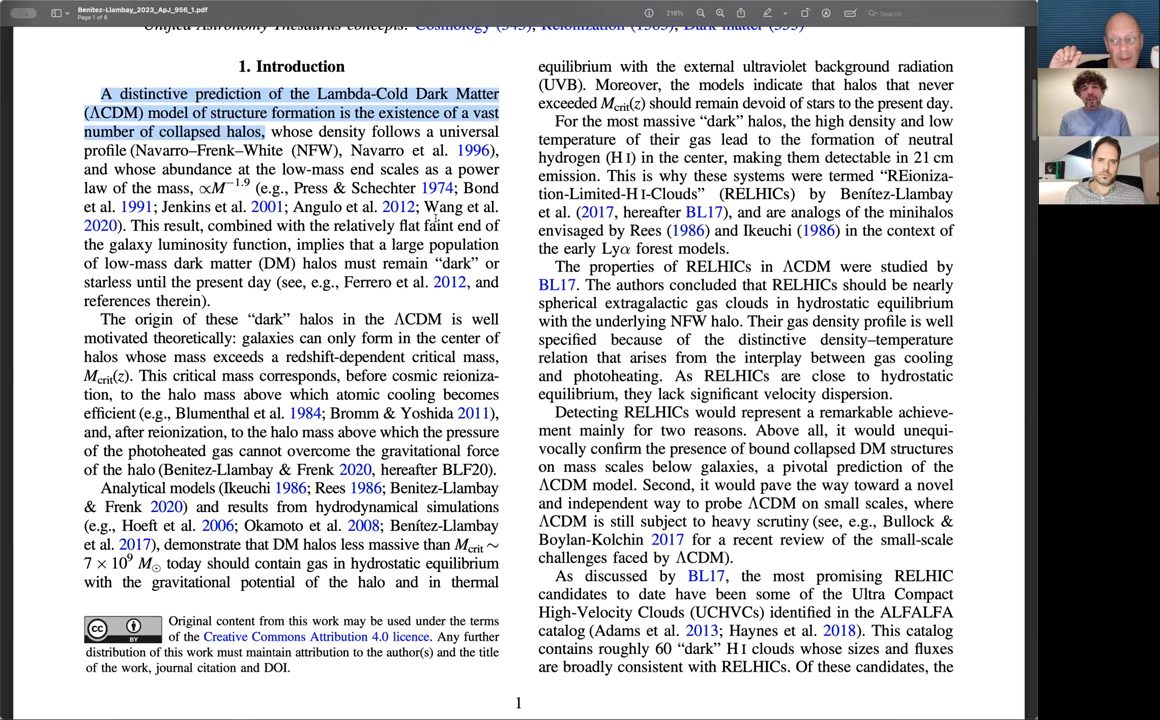 Benitez-Llambay_2023_ApJ_956_1.pdf
Page 1 of 6
216%
Search
1. Introduction
A distinctive prediction of the Lambda-Cold Dark Matter
(ΛCDM) model of structure formation is the existence of a vast
number of collapsed halos, whose density follows a universal
profile (Navarro–Frenk–White (NFW), Navarro et al. 1996),
and whose abundance at the low-mass end scales as a power
law of the mass, ∝M−1.9 (e.g., Press & Schechter 1974; Bond
et al. 1991; Jenkins et al. 2001; Angulo et al. 2012; Wang et al.
2020). This result, combined with the relatively flat faint end of
the galaxy luminosity function, implies that a large population
of low-mass dark matter (DM) halos must remain “dark” or
starless until the present day (see, e.g., Ferrero et al. 2012, and
references therein).
The origin of these “dark” halos in the ΛCDM is well
motivated theoretically: galaxies can only form in the center of
halos whose mass exceeds a redshift-dependent critical mass,
Mcrit(z). This critical mass corresponds, before cosmic reioniza-
tion, to the halo mass above which atomic cooling becomes
efficient (e.g., Blumenthal et al. 1984; Bromm & Yoshida 2011),
and, after reionization, to the halo mass above which the pressure
of the photoheated gas cannot overcome the gravitational force
of the halo (Benitez-Llambay & Frenk 2020, hereafter BLF20).
Analytical models (Ikeuchi 1986; Rees 1986; Benitez-Llambay
& Frenk 2020) and results from hydrodynamical simulations
(e.g., Hoeft et al. 2006; Okamoto et al. 2008; Benítez-Llambay
et al. 2017), demonstrate that DM halos less massive than Mcrit ∼
7 × 10⁹ M⊙ today should contain gas in hydrostatic equilibrium
with the gravitational potential of the halo and in thermal
Original content from this work may be used under the terms
of the Creative Commons Attribution 4.0 licence. Any further
distribution of this work must maintain attribution to the author(s) and the title
of the work, journal citation and DOI.
cc
BY
equilibrium with the external ultraviolet background radiation
(UVB). Moreover, the models indicate that halos that never
exceeded Mcrit(z) should remain devoid of stars to the present day.
For the most massive “dark” halos, the high density and low
temperature of their gas lead to the formation of neutral
hydrogen (H I) in the center, making them detectable in 21 cm
emission. This is why these systems were termed “REioniza-
tion-Limited-H I-Clouds” (RELHICs) by Benítez-Llambay
et al. (2017, hereafter BL17), and are analogs of the minihalos
envisaged by Rees (1986) and Ikeuchi (1986) in the context of
the early Lyα forest models.
The properties of RELHICs in ΛCDM were studied by
BL17. The authors concluded that RELHICs should be nearly
spherical extragalactic gas clouds in hydrostatic equilibrium
with the underlying NFW halo. Their gas density profile is well
specified because of the distinctive density–temperature
relation that arises from the interplay between gas cooling
and photoheating. As RELHICs are close to hydrostatic
equilibrium, they lack significant velocity dispersion.
Detecting RELHICs would represent a remarkable achieve-
ment mainly for two reasons. Above all, it would unequi-
vocally confirm the presence of bound collapsed DM structures
on mass scales below galaxies, a pivotal prediction of the
ΛCDM model. Second, it would pave the way toward a novel
and independent way to probe ΛCDM on small scales, where
ΛCDM is still subject to heavy scrutiny (see, e.g., Bullock &
Boylan-Kolchin 2017 for a recent review of the small-scale
challenges faced by ΛCDM).
As discussed by BL17, the most promising RELHIC
candidates to date have been some of the Ultra Compact
High-Velocity Clouds (UCHVCs) identified in the ALFALFA
catalog (Adams et al. 2013; Haynes et al. 2018). This catalog
contains roughly 60 “dark” H I clouds whose sizes and fluxes
are broadly consistent with RELHICs. Of these candidates, the
1